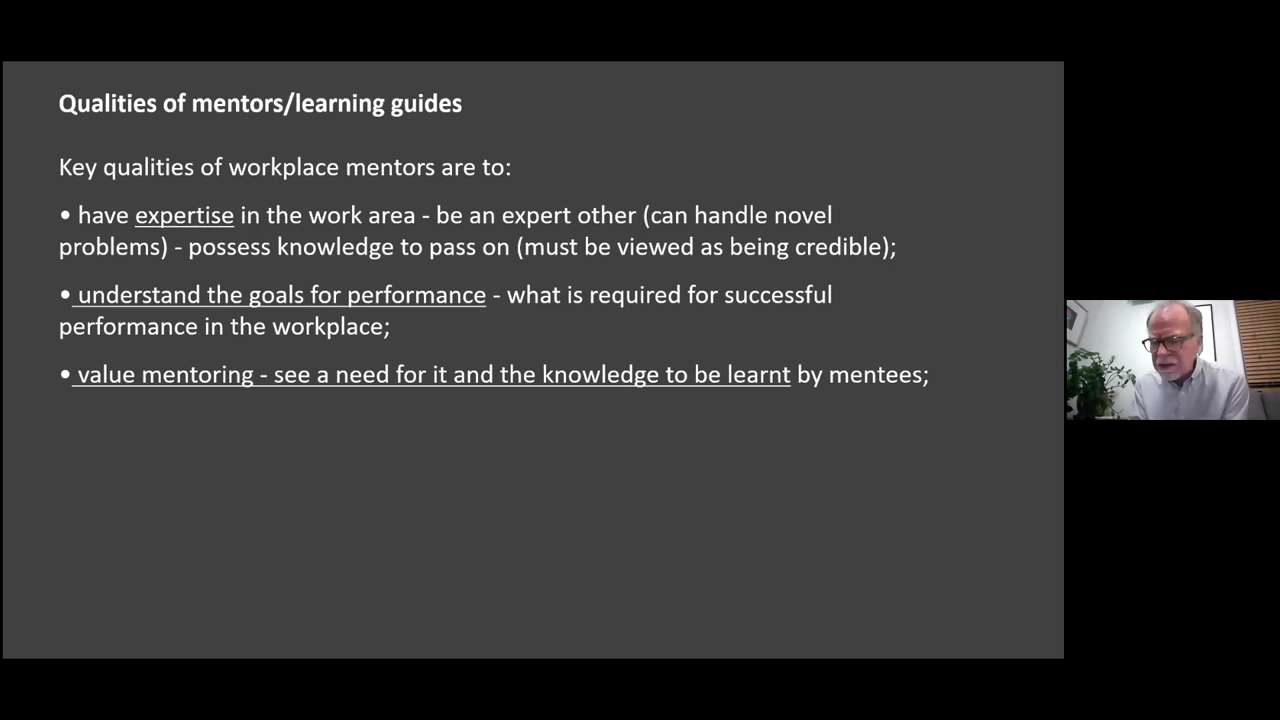 Qualities of mentors/learning guides
Key qualities of workplace mentors are to:
• have expertise in the work area - be an expert other (can handle novel
problems) - possess knowledge to pass on (must be viewed as being credible);
• understand the goals for performance - what is required for successful
performance in the workplace;
• value mentoring - see a need for it and the knowledge to be learnt by mentees;